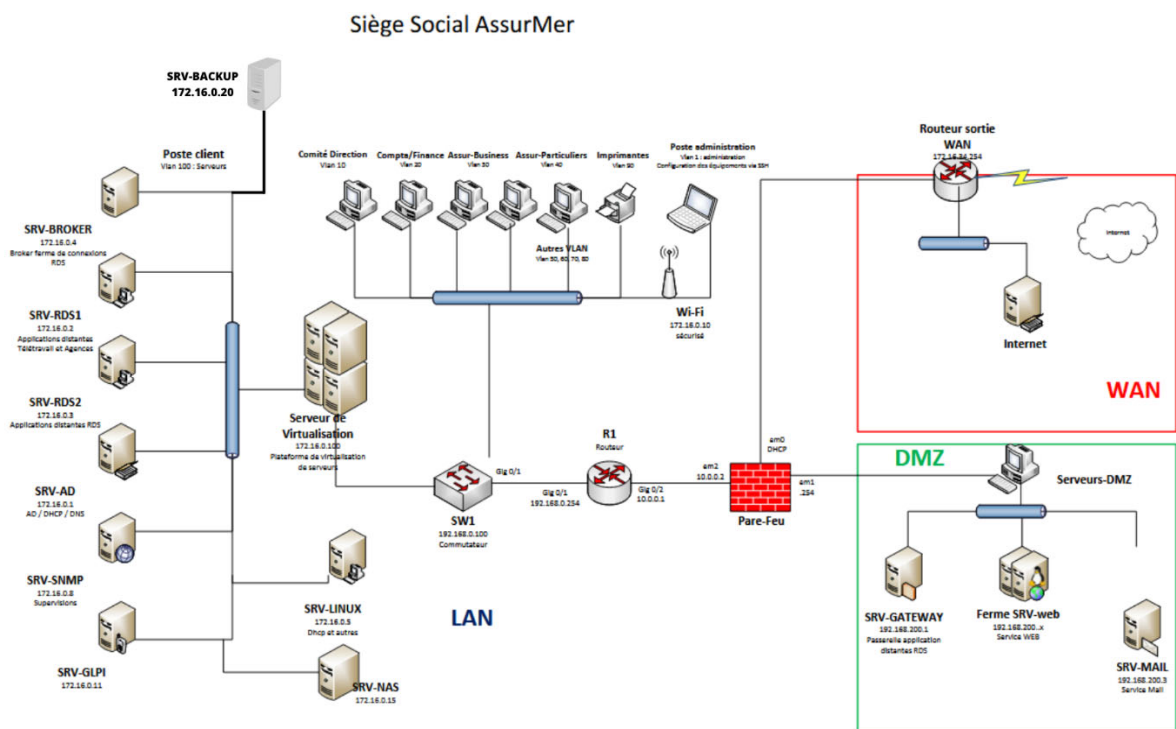 Siège Social AssurMer
SRV-BACKUP
172.16.0.20
Poste client
Vlan 100 : Serveurs
SRV-BROKER
172.16.0.4
Broker ferme de connexions
RDS
SRV-RDS1
172.16.0.2
Applications distantes
Télétravail et Agences
SRV-RDS2
172.16.0.3
Applications distantes RDS
SRV-AD
172.16.0.1
AD / DHCP / DNS
SRV-SNMP
172.16.0.8
Supervisions
SRV-GLPI
172.16.0.11
SRV-LINUX
172.16.0.5
Dhcp et autres
SRV-NAS
172.16.0.15
Serveur de
Virtualisation
172.16.0.100
Plateforme de virtualisation
de serveurs
Comité Direction
Vlan 10
Compta/Finance
Vlan 20
Assur-Business
Vlan 30
Assur-Particuliers
Vlan 40
Imprimantes
Vlan 90
Poste administration
Vlan 1 : administration
Configuration des équipements via SSH
Autres VLAN
Vlan 50, 60, 70, 80
Wi-Fi
172.16.0.10
sécurisé
Gig 0/1
SW1
192.168.0.100
Commutateur
R1
Routeur
Gig 0/1
192.168.0.254
Gig 0/2
10.0.0.1
LAN
em2
10.0.0.2
em0
DHCP
em1
.254
Pare-Feu
Routeur sortie
WAN
Internet
Internet
WAN
DMZ
Serveurs-DMZ
SRV-GATEWAY
192.168.200.1
Passerelle application
distantes RDS
Ferme SRV-web
192.168.200..x
Service WEB
SRV-MAIL
192.168.200.3
Service Mail